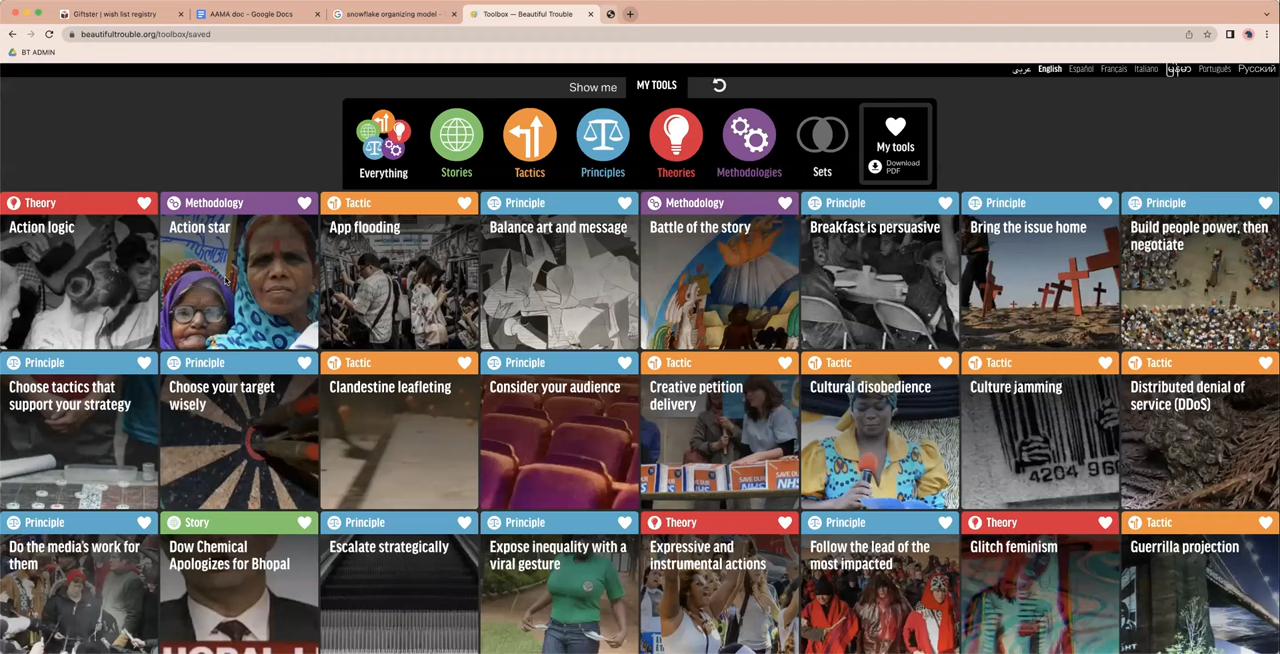 Giftster | wish list registry
AAMA doc - Google Docs
snowflake organizing model -
Toolbox — Beautiful Trouble
beautifultrouble.org/toolbox/saved
BT ADMIN
عربي English Español Français Italiano မြန်မာ Português Русский
Show me MY TOOLS
Everything Stories Tactics Principles Theories Methodologies Sets My tools
Download
PDF
Theory
Action logic
Methodology
Action star
Tactic
App flooding
Principle
Balance art and message
Methodology
Battle of the story
Principle
Breakfast is persuasive
Principle
Bring the issue home
Principle
Build people power, then
negotiate
Principle
Choose tactics that
support your strategy
Principle
Choose your target
wisely
Tactic
Clandestine leafleting
Principle
Consider your audience
Tactic
Creative petition
delivery
Tactic
Cultural disobedience
Tactic
Culture jamming
4204 960
Tactic
Distributed denial of
service (DDoS)
Principle
Do the media's work for
them
Story
Dow Chemical
Apologizes for Bhopal
Principle
Escalate strategically
Principle
Expose inequality with a
viral gesture
Theory
Expressive and
instrumental actions
Principle
Follow the lead of the
most impacted
Theory
Glitch feminism
Tactic
Guerrilla projection